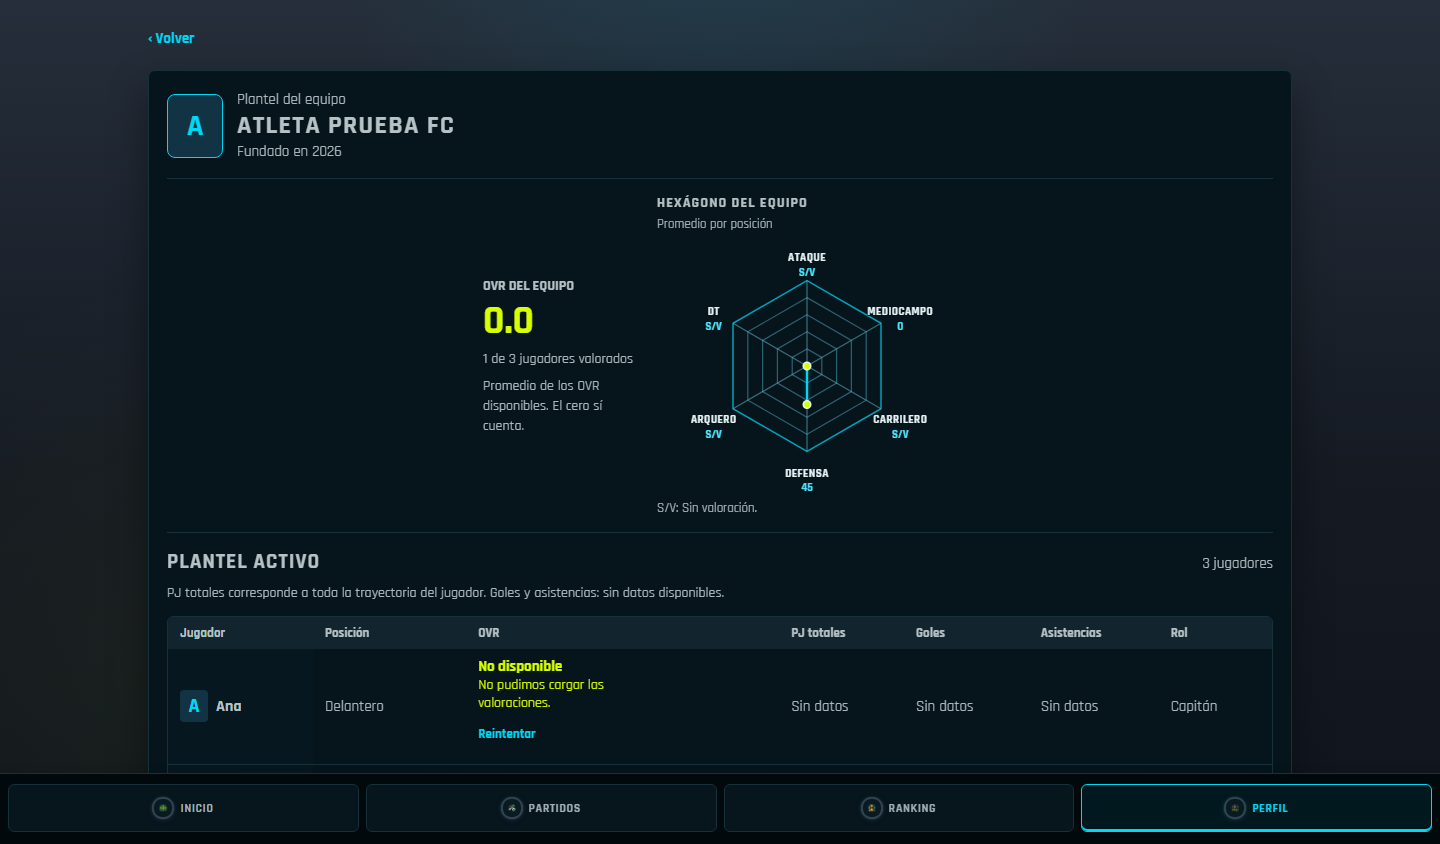 ‹ Volver
A
Plantel del equipo
ATLETA PRUEBA FC
Fundado en 2026
HEXÁGONO DEL EQUIPO
Promedio por posición
OVR DEL EQUIPO
0.0
1 de 3 jugadores valorados
Promedio de los OVR
disponibles. El cero sí
cuenta.
ATAQUE
S/V
DT
S/V
MEDIOCAMPO
0
ARQUERO
S/V
CARRILERO
S/V
DEFENSA
45
S/V: Sin valoración.
PLANTEL ACTIVO
3 jugadores
PJ totales corresponde a toda la trayectoria del jugador. Goles y asistencias: sin datos disponibles.
Jugador Posición OVR PJ totales Goles Asistencias Rol
A Ana Delantero
No disponible
No pudimos cargar las
valoraciones.
Reintentar
Sin datos Sin datos Sin datos Capitán
INICIO PARTIDOS RANKING PERFIL